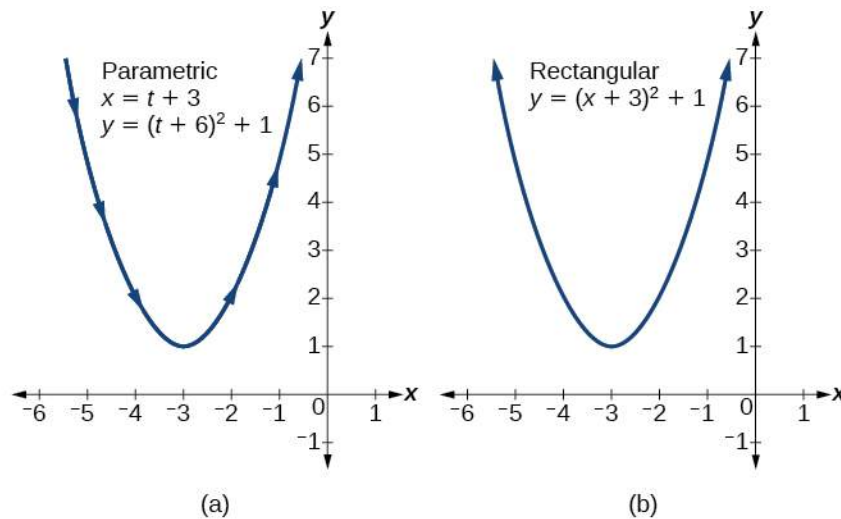 y
7
Parametric
x = t + 3
6
y = (t + 6)² + 1
5
4
3
2
1
x
−6 −5 −4 −3 −2 −1 0 1
−1
(a)
y
7
Rectangular
y = (x + 3)² + 1
6
5
4
3
2
1
x
−6 −5 −4 −3 −2 −1 0 1
−1
(b)